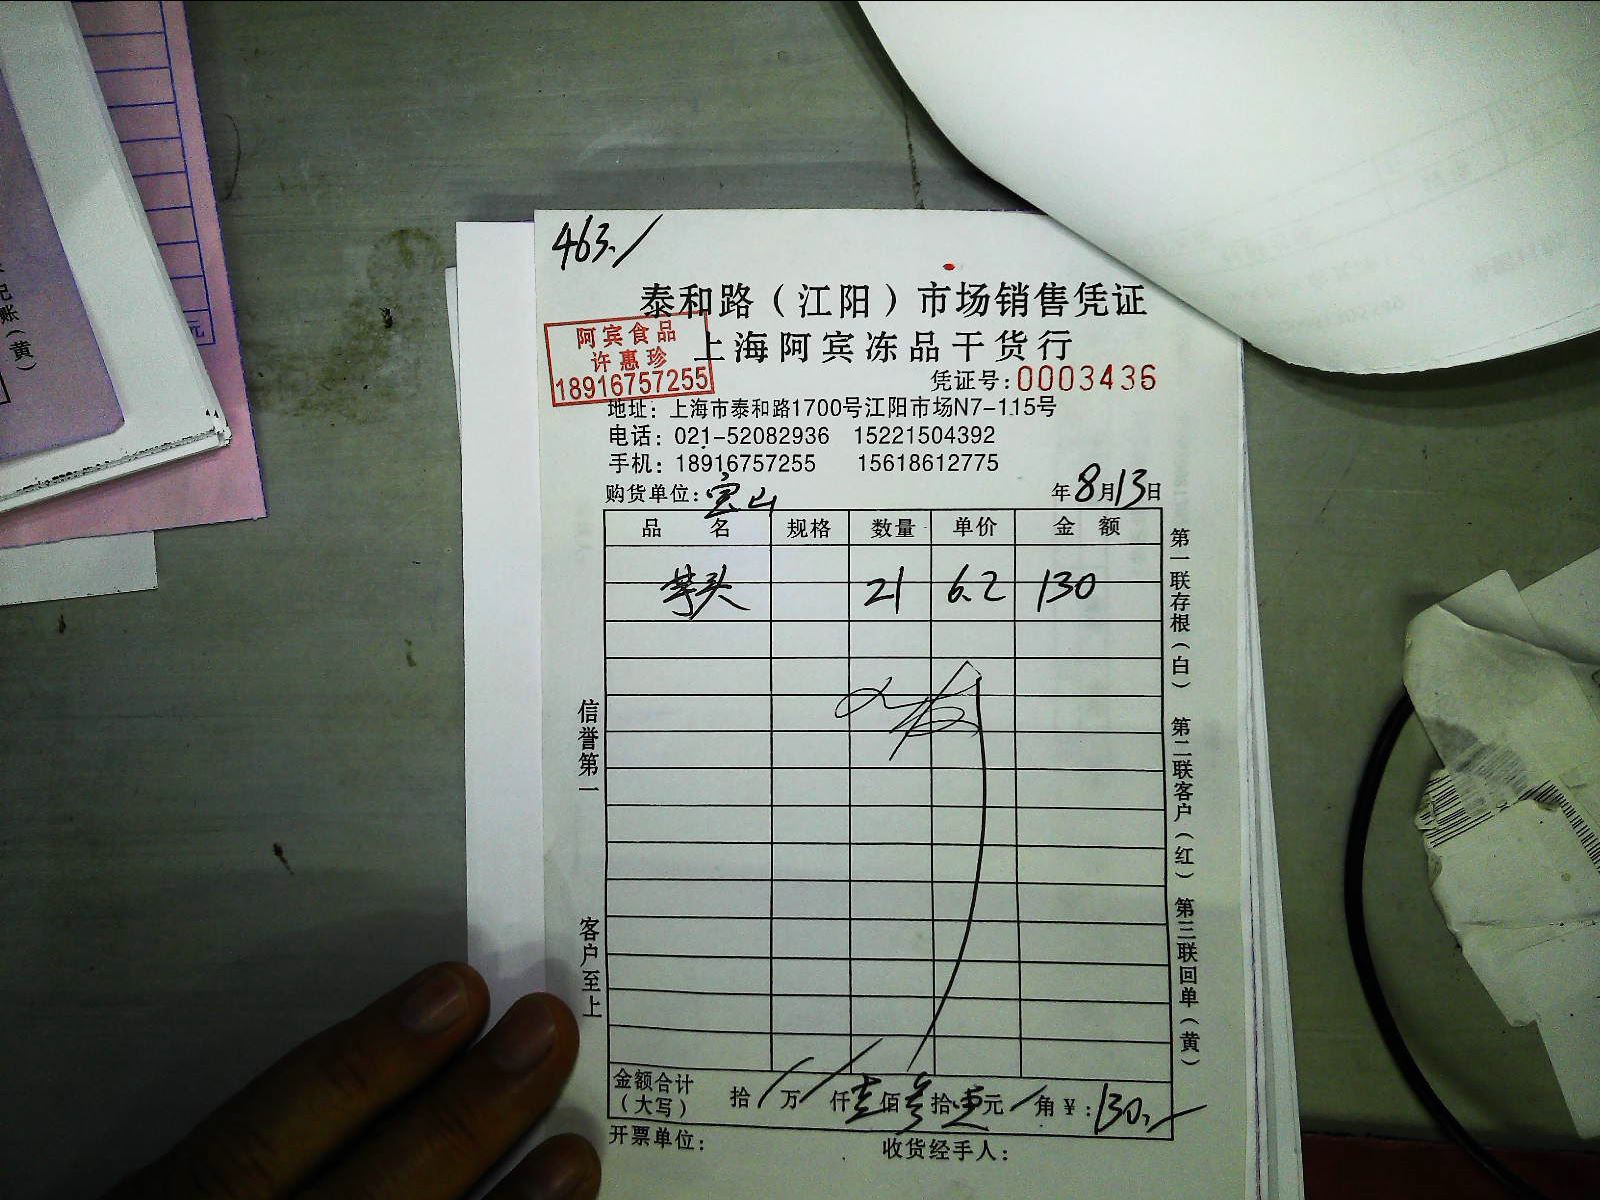 463./
泰和路（江阳）市场销售凭证
上海阿宾冻品干货行
阿宾食品
许惠珍
18916757255
凭证号：0003436
地址：上海市泰和路1700号江阳市场N7-115号
电话：021-52082936 15221504392
手机：18916757255 15618612775
购货单位：宝山 年8月13日
品 名 规格 数量 单价 金 额
芋头 21 6.2 130
金额合计（大写） 拾/万/仟壹佰叁拾零元/角￥：130./
开票单位： 收货经手人：
信誉第一
客户至上
第一联存根（白） 第二联客户（红） 第三联回单（黄）
账（黄）
元